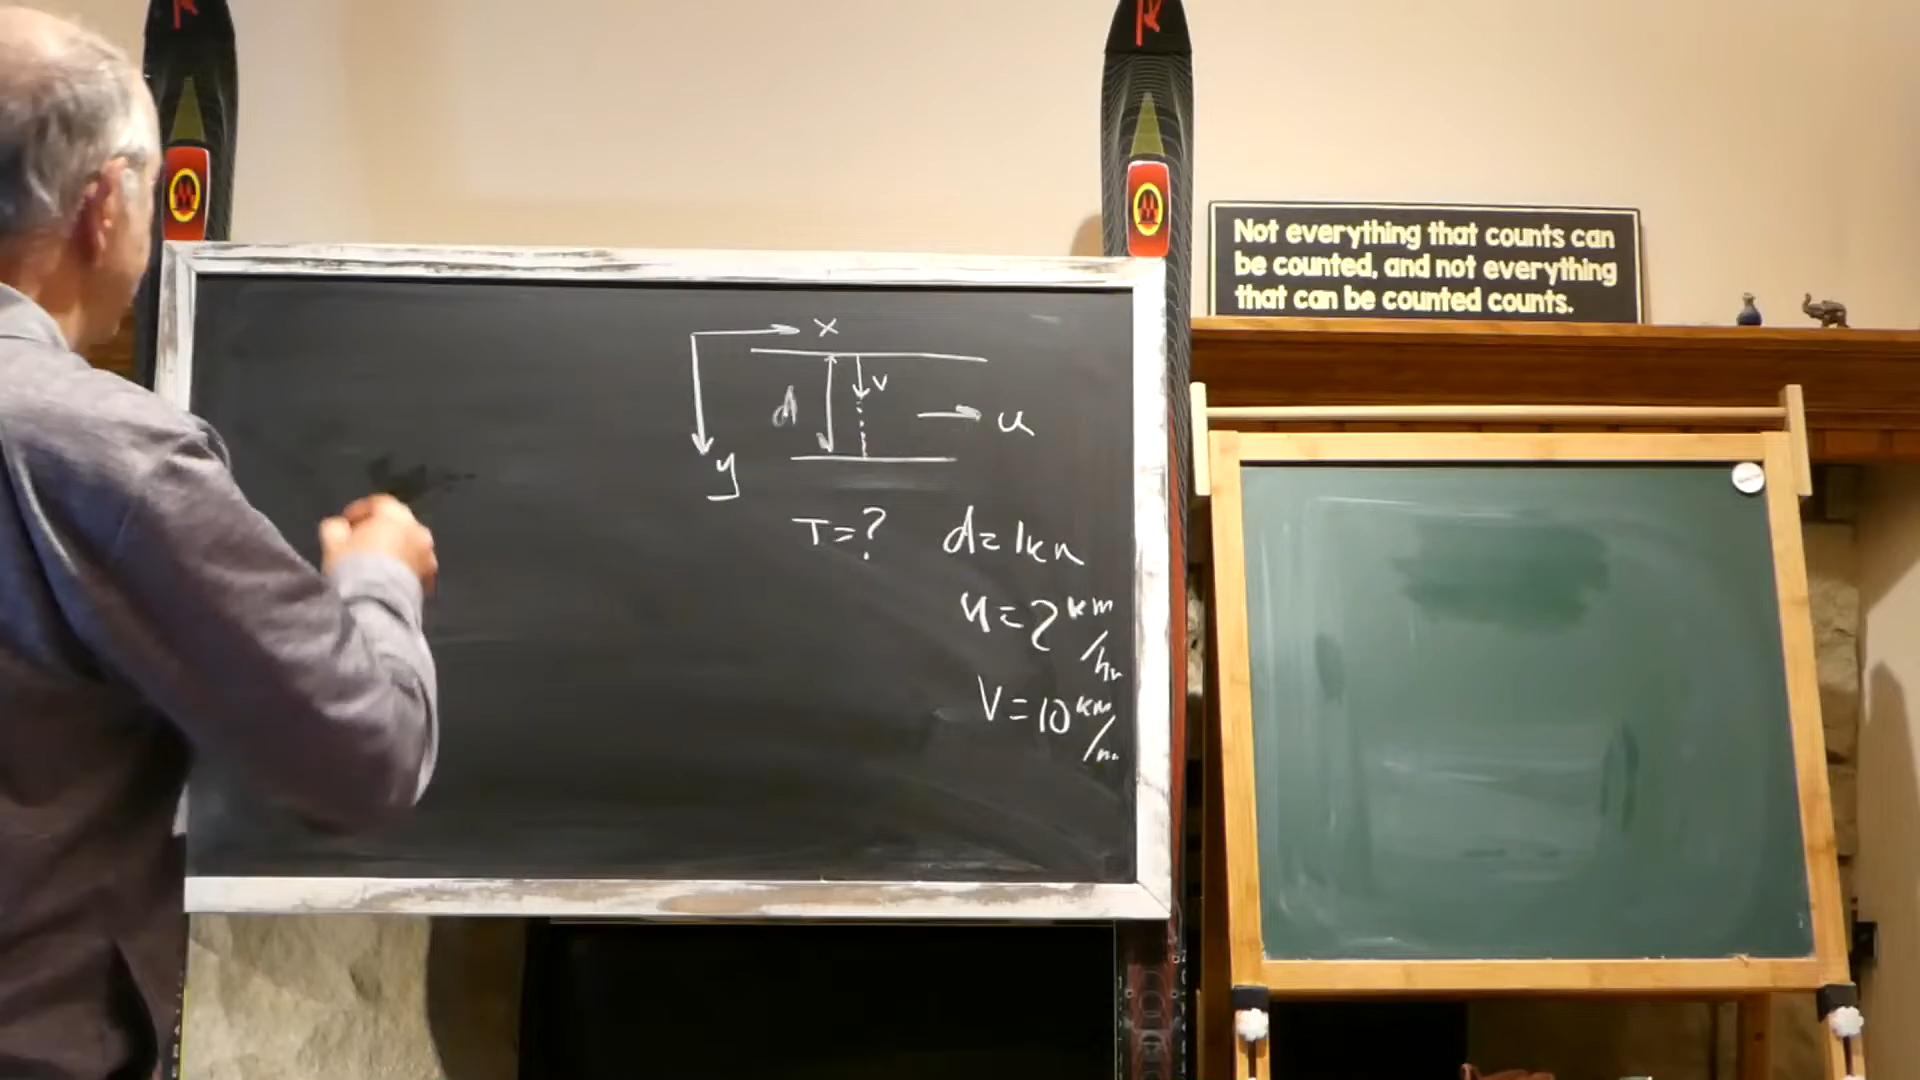 x
v
d
u
y
T=?
d=1km
u=2 km/hr
V=10 km/hr
Not everything that counts can
be counted, and not everything
that can be counted counts.